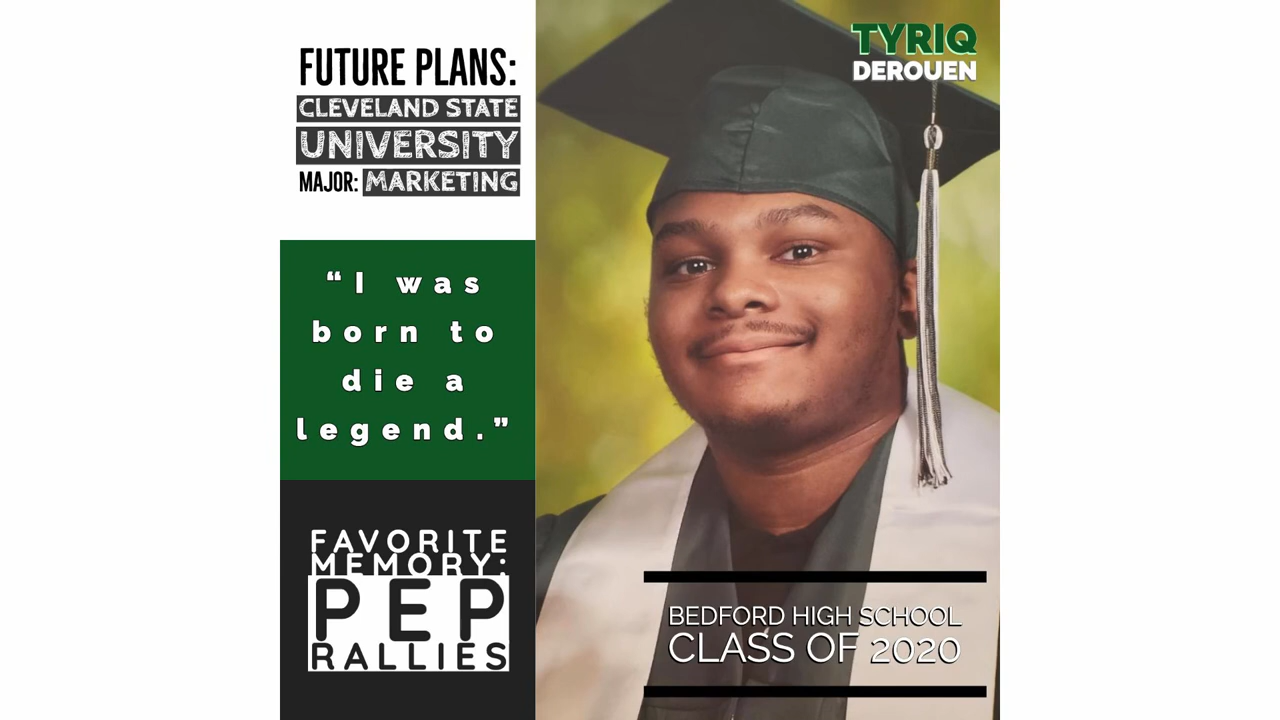 FUTURE PLANS:
CLEVELAND STATE
UNIVERSITY
MAJOR: MARKETING
“I was
born to
die a
legend.”
FAVORITE
MEMORY:
PEP
RALLIES
TYRIQ
DEROUEN
BEDFORD HIGH SCHOOL
CLASS OF 2020